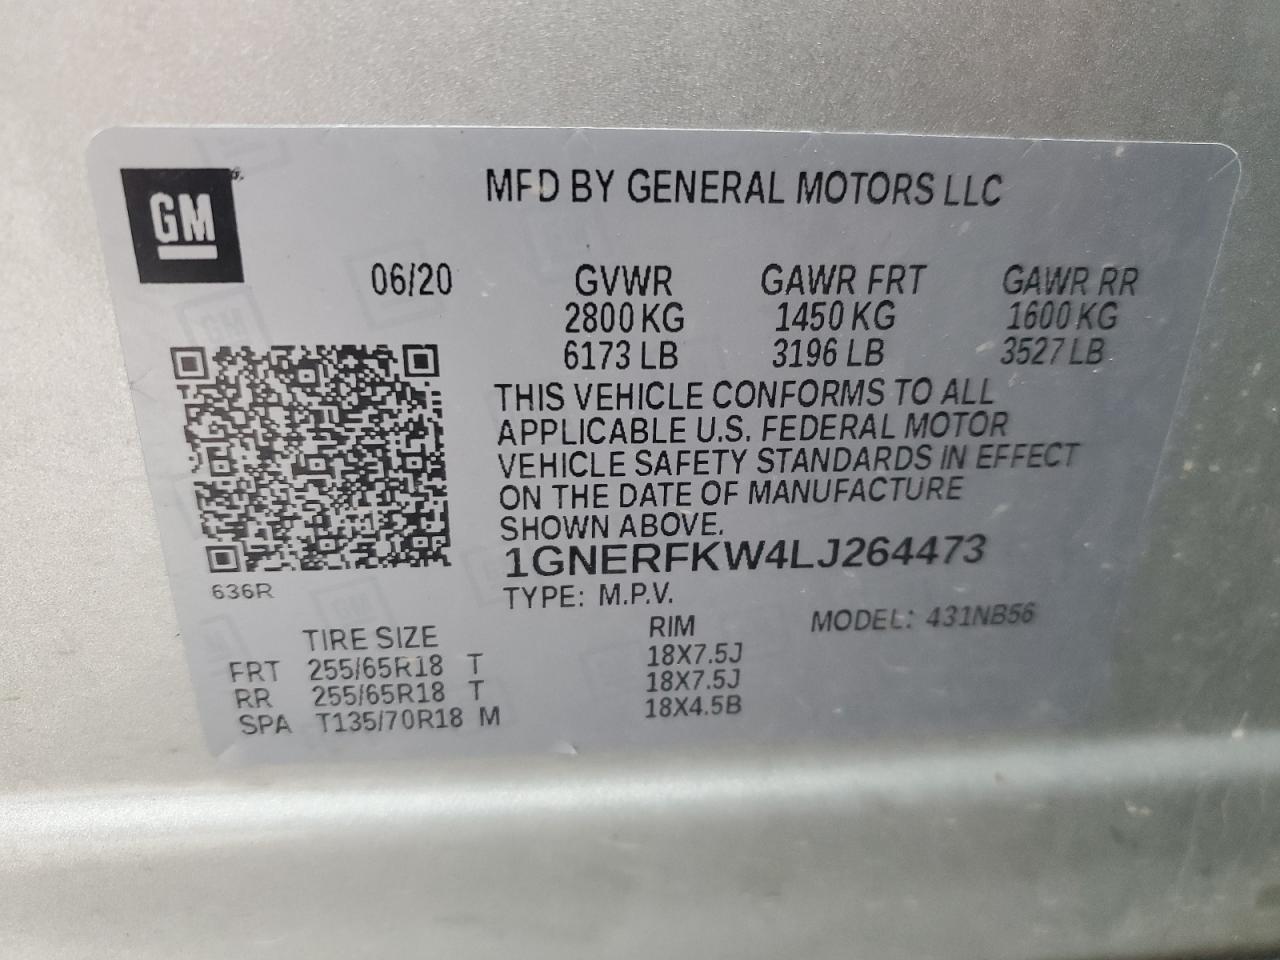 GM
MFD BY GENERAL MOTORS LLC
06/20 GVWR GAWR FRT GAWR RR
2800 KG 1450 KG 1600 KG
6173 LB 3196 LB 3527 LB
THIS VEHICLE CONFORMS TO ALL
APPLICABLE U.S. FEDERAL MOTOR
VEHICLE SAFETY STANDARDS IN EFFECT
ON THE DATE OF MANUFACTURE
SHOWN ABOVE.
1GNERFKW4LJ264473
636R
TYPE: M.P.V.
MODEL: 431NB56
TIRE SIZE RIM
FRT 255/65R18 T 18X7.5J
RR 255/65R18 T 18X7.5J
SPA T135/70R18 M 18X4.5B